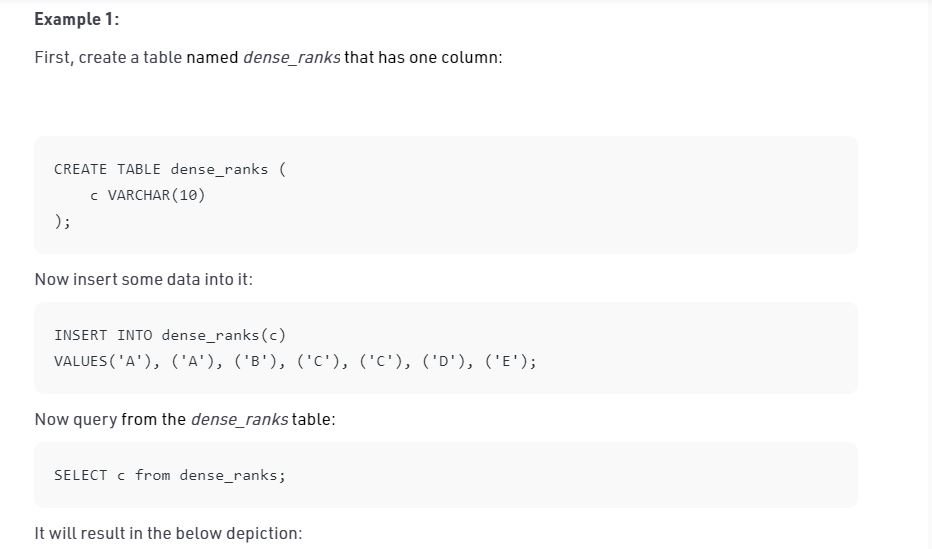 Example 1:
First, create a table named dense_ranks that has one column:
CREATE TABLE dense_ranks (
    c VARCHAR(10)
);
Now insert some data into it:
INSERT INTO dense_ranks(c)
VALUES('A'), ('A'), ('B'), ('C'), ('C'), ('D'), ('E');
Now query from the dense_ranks table:
SELECT c from dense_ranks;
It will result in the below depiction: